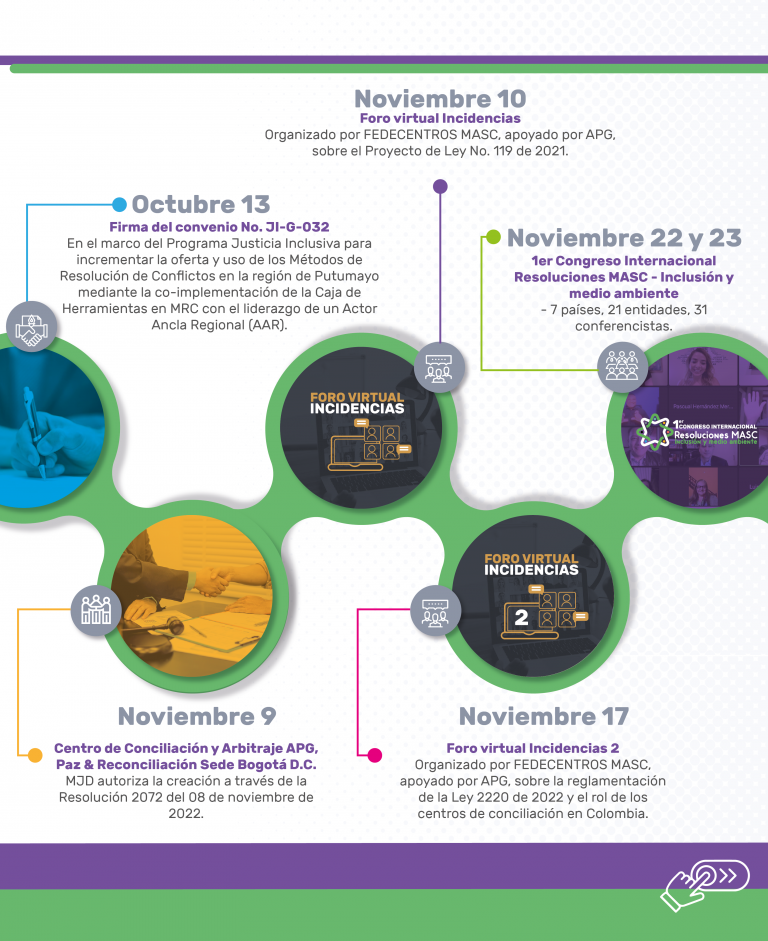 Noviembre 10
Foro virtual Incidencias
Organizado por FEDECENTROS MASC, apoyado por APG,
sobre el Proyecto de Ley No. 119 de 2021.
Octubre 13
Firma del convenio No. JI-G-032
En el marco del Programa Justicia Inclusiva para
incrementar la oferta y uso de los Métodos de
Resolución de Conflictos en la región de Putumayo
mediante la co-implementación de la Caja de
Herramientas en MRC con el liderazgo de un Actor
Ancla Regional (AAR).
Noviembre 22 y 23
1er Congreso Internacional
Resoluciones MASC - Inclusión y
medio ambiente
- 7 países, 21 entidades, 31
conferencistas.
FORO VIRTUAL
INCIDENCIAS
1er
CONGRESO INTERNACIONAL
Resoluciones MASC
Inclusión y medio ambiente
FORO VIRTUAL
INCIDENCIAS
2
Noviembre 9
Centro de Conciliación y Arbitraje APG,
Paz & Reconciliación Sede Bogotá D.C.
MJD autoriza la creación a través de la
Resolución 2072 del 08 de noviembre de
2022.
Noviembre 17
Foro virtual Incidencias 2
Organizado por FEDECENTROS MASC,
apoyado por APG, sobre la reglamentación
de la Ley 2220 de 2022 y el rol de los
centros de conciliación en Colombia.